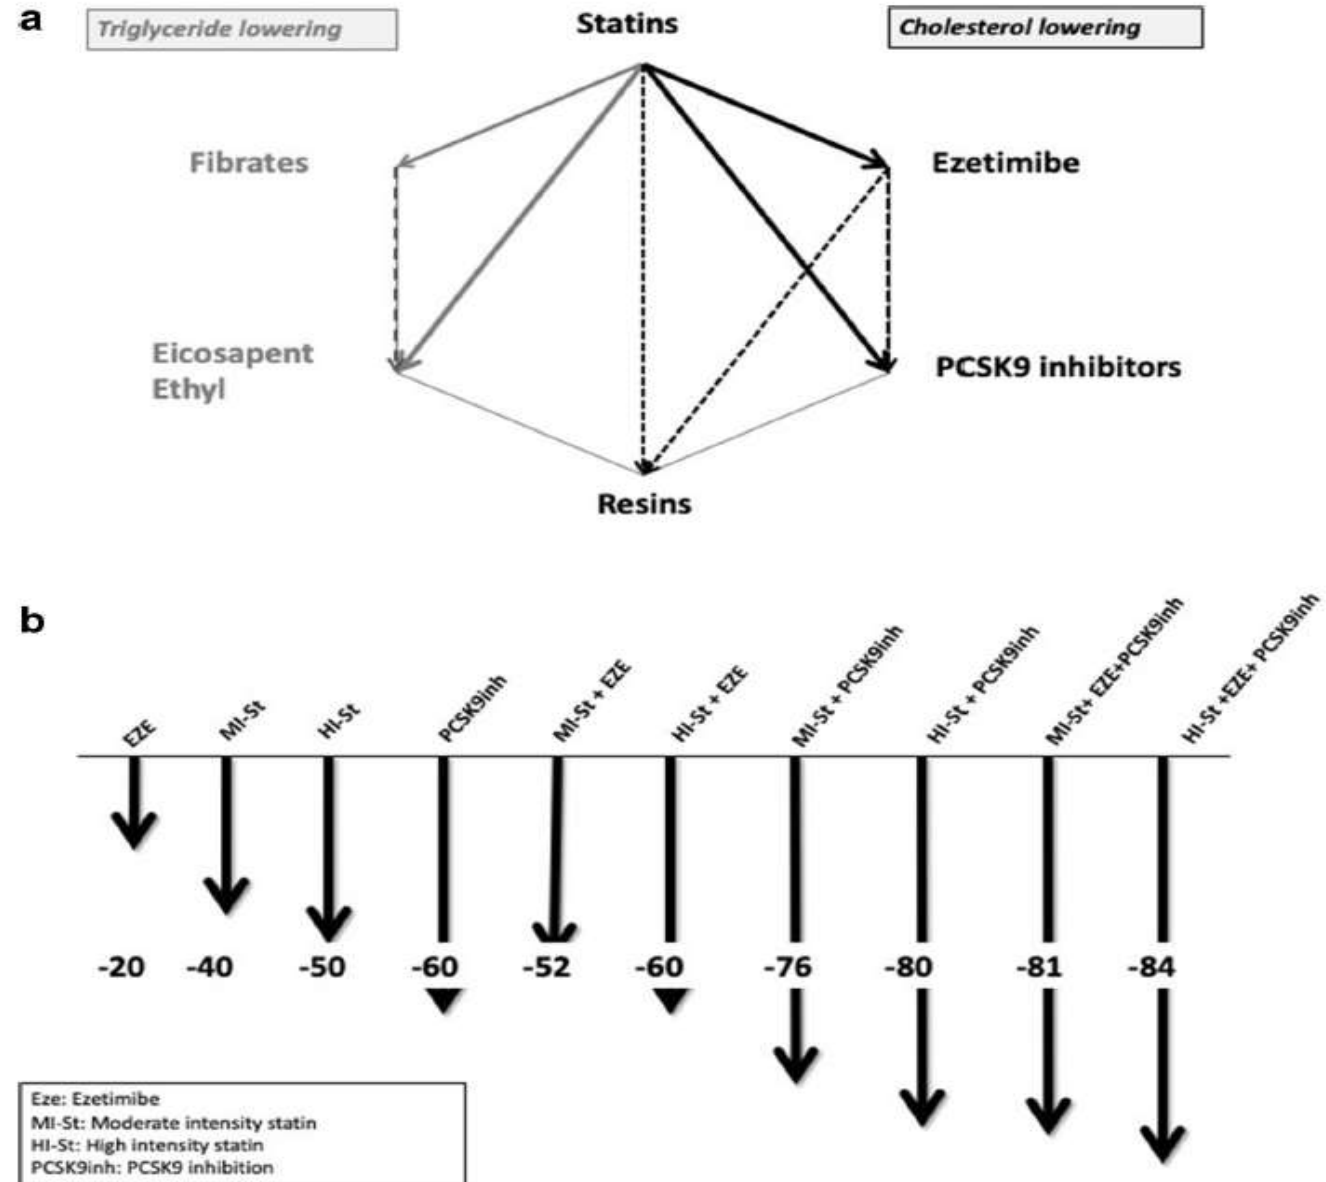 a
Triglyceride lowering
Statins
Cholesterol lowering
Fibrates
Ezetimibe
Eicosapent
Ethyl
PCSK9 inhibitors
Resins
b
EZE
MI-St
HI-St
PCSK9inh
MI-St + EZE
HI-St + EZE
MI-St + PCSK9inh
HI-St + PCSK9inh
MI-St+ EZE+PCSK9inh
HI-St +EZE+ PCSK9inh
-20
-40
-50
-60
-52
-60
-76
-80
-81
-84
Eze: Ezetimibe
MI-St: Moderate intensity statin
HI-St: High intensity statin
PCSK9inh: PCSK9 inhibition